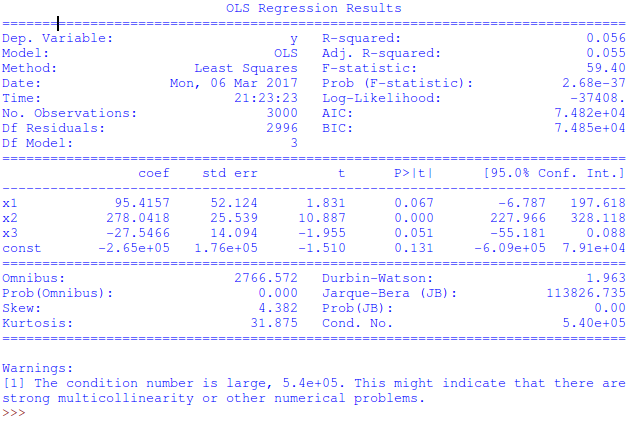 OLS Regression Results
==============================================================================
Dep. Variable: y R-squared: 0.056
Model: OLS Adj. R-squared: 0.055
Method: Least Squares F-statistic: 59.40
Date: Mon, 06 Mar 2017 Prob (F-statistic): 2.68e-37
Time: 21:23:23 Log-Likelihood: -37408.
No. Observations: 3000 AIC: 7.482e+04
Df Residuals: 2996 BIC: 7.485e+04
Df Model: 3
==============================================================================
coef std err t P>|t| [95.0% Conf. Int.]
------------------------------------------------------------------------------
x1 95.4157 52.124 1.831 0.067 -6.787 197.618
x2 278.0418 25.539 10.887 0.000 227.966 328.118
x3 -27.5466 14.094 -1.955 0.051 -55.181 0.088
const -2.65e+05 1.76e+05 -1.510 0.131 -6.09e+05 7.91e+04
==============================================================================
Omnibus: 2766.572 Durbin-Watson: 1.963
Prob(Omnibus): 0.000 Jarque-Bera (JB): 113826.735
Skew: 4.382 Prob(JB): 0.00
Kurtosis: 31.875 Cond. No. 5.40e+05
==============================================================================
Warnings:
[1] The condition number is large, 5.4e+05. This might indicate that there are
strong multicollinearity or other numerical problems.
>>>